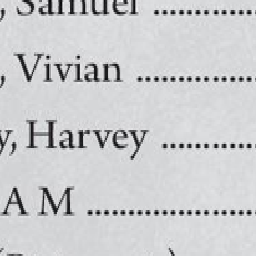 , Samuel ..............
, Vivian ..............
y, Harvey .............
A M ...................